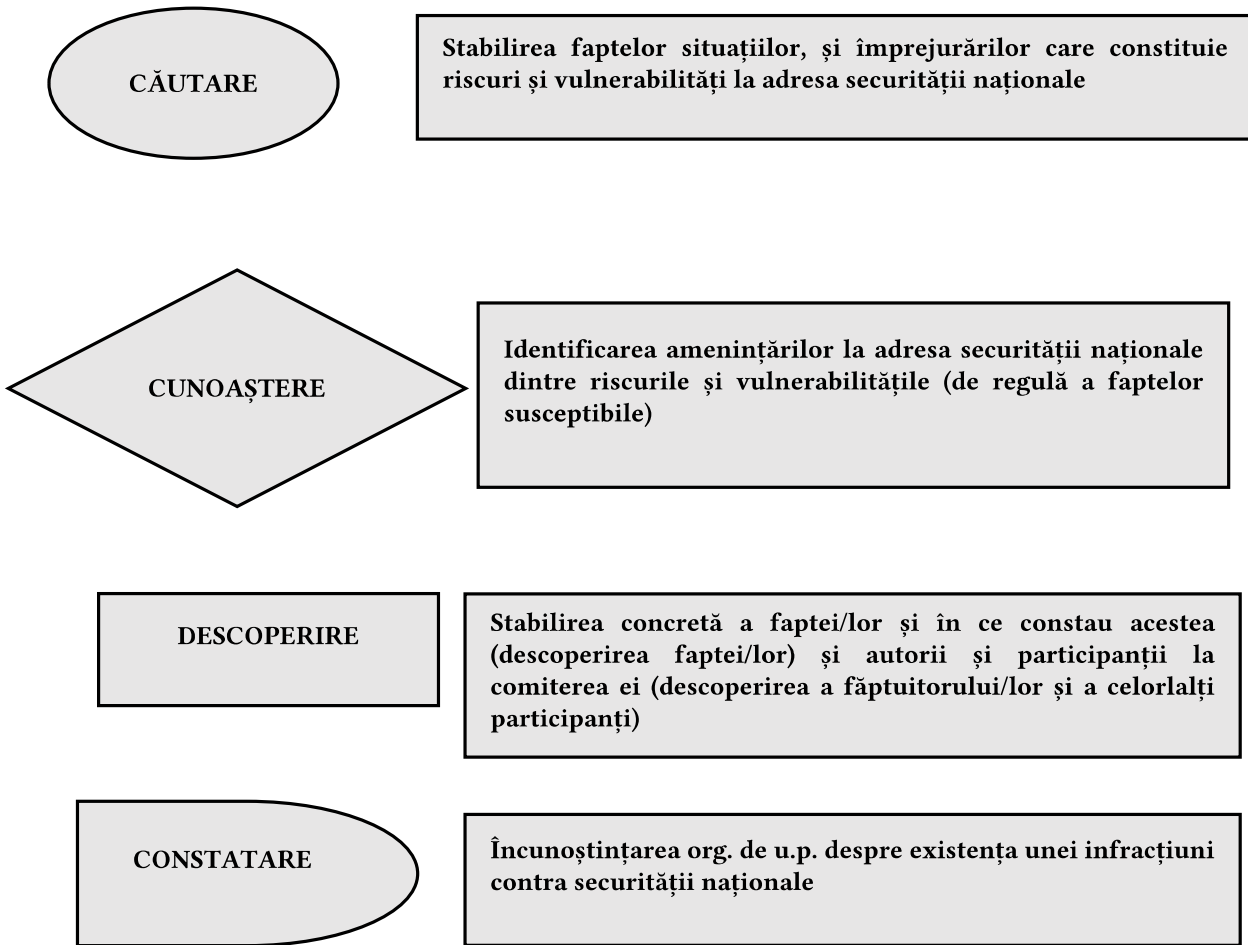 CĂUTARE
Stabilirea faptelor situațiilor, și împrejurărilor care constituie
riscuri și vulnerabilități la adresa securității naționale
CUNOAȘTERE
Identificarea amenințărilor la adresa securității naționale
dintre riscurile și vulnerabilitățile (de regulă a faptelor
susceptibile)
DESCOPERIRE
Stabilirea concretă a faptei/lor și în ce constau acestea
(descoperirea faptei/lor) și autorii și participanții la
comiterea ei (descoperirea a făptuitorului/lor și a celorlalți
participanți)
CONSTATARE
Încunoștințarea org. de u.p. despre existența unei infracțiuni
contra securității naționale